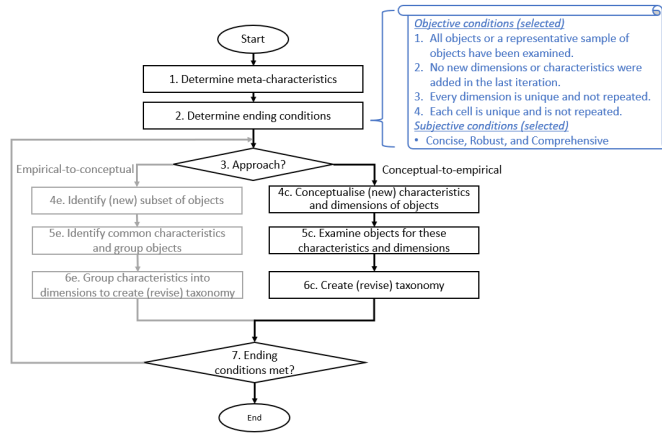 Start
1. Determine meta-characteristics
2. Determine ending conditions
Objective conditions (selected)
1. All objects or a representative sample of
objects have been examined.
2. No new dimensions or characteristics were
added in the last iteration.
3. Every dimension is unique and not repeated.
4. Each cell is unique and is not repeated.
Subjective conditions (selected)
• Concise, Robust, and Comprehensive
3. Approach?
Empirical-to-conceptual
Conceptual-to-empirical
4e. Identify (new) subset of objects
5e. Identify common characteristics
and group objects
6e. Group characteristics into
dimensions to create (revise) taxonomy
4c. Conceptualise (new) characteristics
and dimensions of objects
5c. Examine objects for these
characteristics and dimensions
6c. Create (revise) taxonomy
7. Ending
conditions met?
End